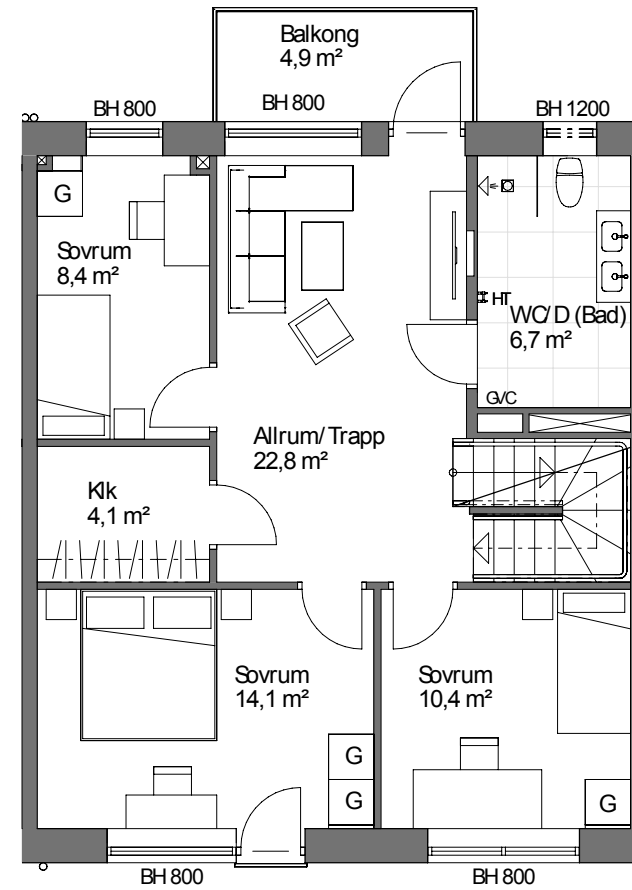 Balkong
4,9 m²
BH 800
BH 800
BH 1200
G
Sovrum
8,4 m²
HT
WC/D (Bad)
6,7 m²
GVC
Allrum/Trapp
22,8 m²
Klk
4,1 m²
Sovrum
14,1 m²
Sovrum
10,4 m²
G
G
G
BH 800
BH 800